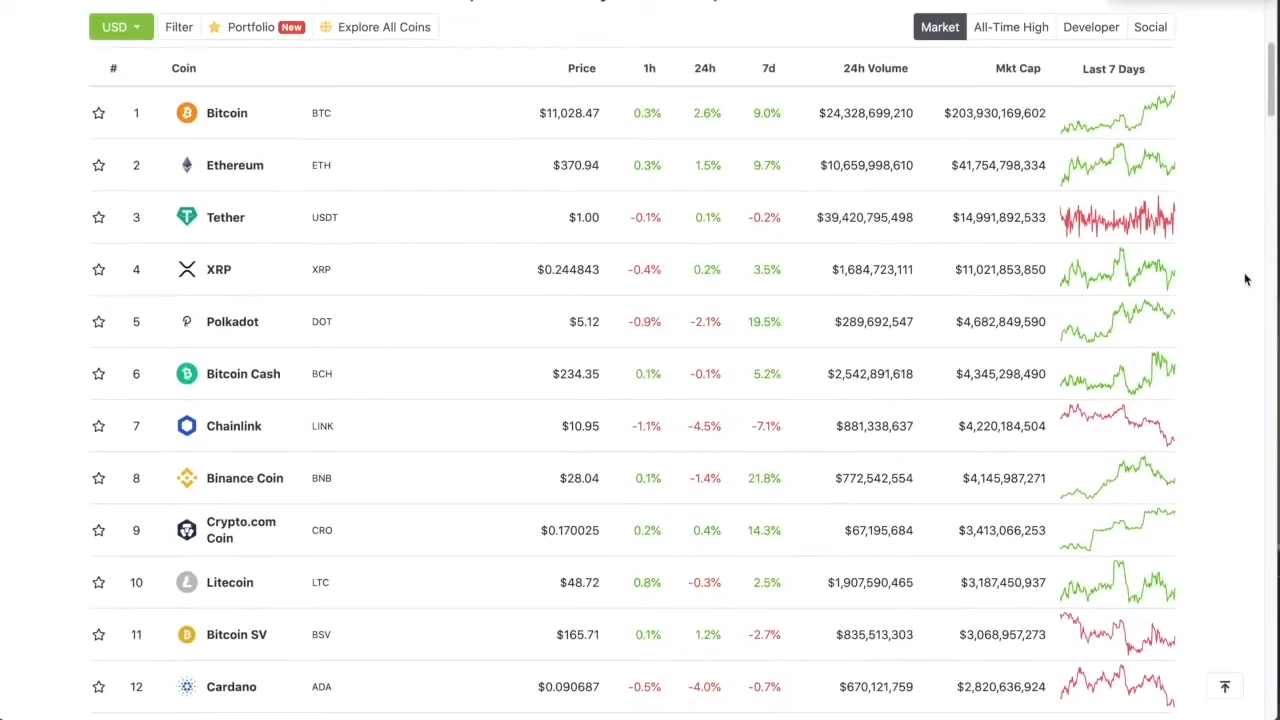 USD Filter Portfolio New Explore All Coins Market All-Time High Developer Social
# Coin Price 1h 24h 7d 24h Volume Mkt Cap Last 7 Days
1 Bitcoin BTC $11,028.47 0.3% 2.6% 9.0% $24,328,699,210 $203,930,169,602
2 Ethereum ETH $370.94 0.3% 1.5% 9.7% $10,659,998,610 $41,754,798,334
3 Tether USDT $1.00 -0.1% 0.1% -0.2% $39,420,795,498 $14,991,892,533
4 XRP XRP $0.244843 -0.4% 0.2% 3.5% $1,684,723,111 $11,021,853,850
5 Polkadot DOT $5.12 -0.9% -2.1% 19.5% $289,692,547 $4,682,849,590
6 Bitcoin Cash BCH $234.35 0.1% -0.1% 5.2% $2,542,891,618 $4,345,298,490
7 Chainlink LINK $10.95 -1.1% -4.5% -7.1% $881,338,637 $4,220,184,504
8 Binance Coin BNB $28.04 0.1% -1.4% 21.8% $772,542,554 $4,145,987,271
9 Crypto.com Coin CRO $0.170025 0.2% 0.4% 14.3% $67,195,684 $3,413,066,253
10 Litecoin LTC $48.72 0.8% -0.3% 2.5% $1,907,590,465 $3,187,450,937
11 Bitcoin SV BSV $165.71 0.1% 1.2% -2.7% $835,513,303 $3,068,957,273
12 Cardano ADA $0.090687 -0.5% -4.0% -0.7% $670,121,759 $2,820,636,924